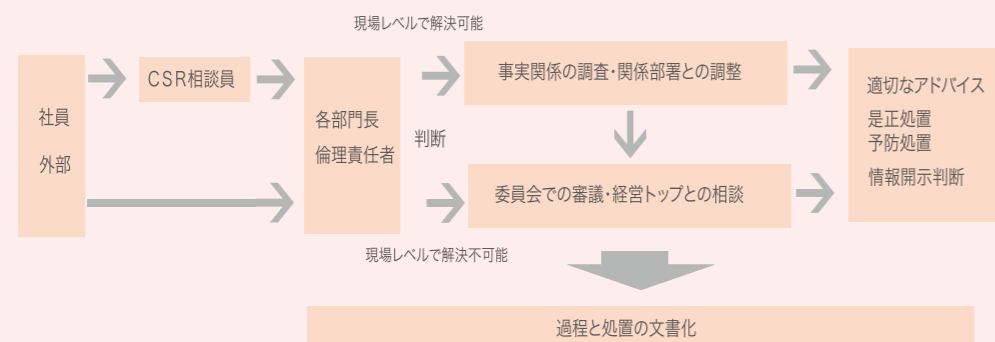 現場レベルで解決可能
社員
外部
CSR相談員
各部門長
倫理責任者
判断
事実関係の調査・関係部署との調整
委員会での審議・経営トップとの相談
現場レベルで解決不可能
適切なアドバイス
是正処置
予防処置
情報開示判断
過程と処置の文書化